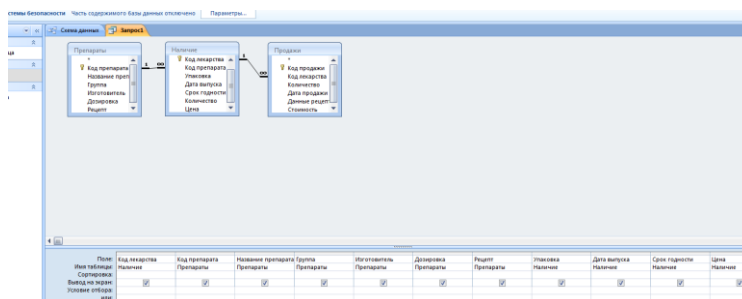 стемы безопасности Часть содержимого базы данных отключено Параметры...
Схема данных Запрос1
Препараты
*
Код препарата
Название преп
Группа
Изготовитель
Дозировка
Рецепт
1 ∞
Наличие
Код лекарства
Код препарата
Упаковка
Дата выпуска
Срок годности
Количество
Цена
1 ∞
Продажи
*
Код продажи
Код лекарства
Количество
Дата продажи
Данные рецепт
Стоимость
Поле: Код лекарства Код препарата Название препарата Группа Изготовитель Дозировка Рецепт Упаковка Дата выпуска Срок годности Цена
Имя таблицы: Наличие Препараты Препараты Препараты Препараты Препараты Препараты Наличие Наличие Наличие Наличие
Сортировка:
Вывод на экран:
Условие отбора:
или: